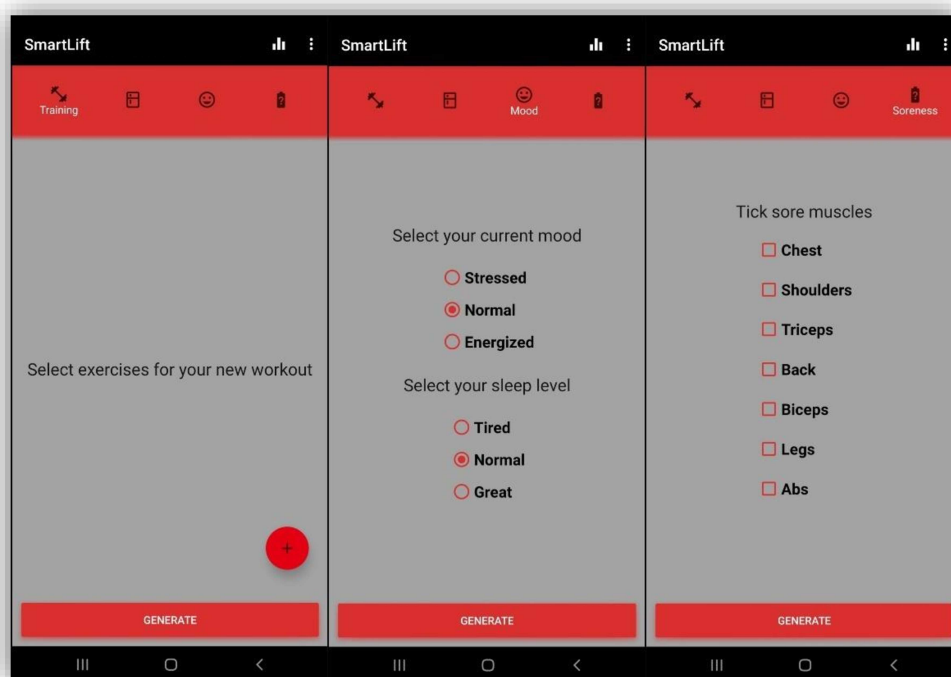 SmartLift
Training
Select exercises for your new workout
+
GENERATE
SmartLift
Mood
Select your current mood
Stressed
Normal
Energized
Select your sleep level
Tired
Normal
Great
GENERATE
SmartLift
?
Soreness
Tick sore muscles
Chest
Shoulders
Triceps
Back
Biceps
Legs
Abs
GENERATE